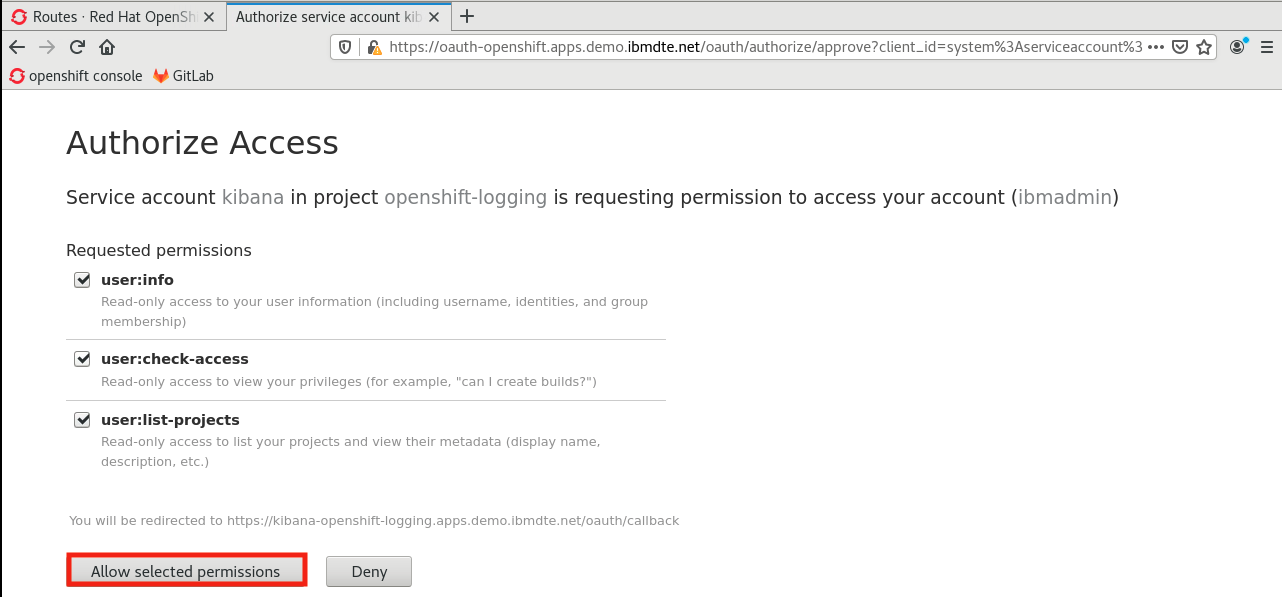 Routes · Red Hat OpenShi
Authorize service account kib
https://oauth-openshift.apps.demo.ibmdte.net/oauth/authorize/approve?client_id=system%3Aserviceaccount%3
openshift console
GitLab
Authorize Access
Service account kibana in project openshift-logging is requesting permission to access your account (ibmadmin)
Requested permissions
user:info
Read-only access to your user information (including username, identities, and group
membership)
user:check-access
Read-only access to view your privileges (for example, "can I create builds?")
user:list-projects
Read-only access to list your projects and view their metadata (display name,
description, etc.)
You will be redirected to https://kibana-openshift-logging.apps.demo.ibmdte.net/oauth/callback
Allow selected permissions
Deny